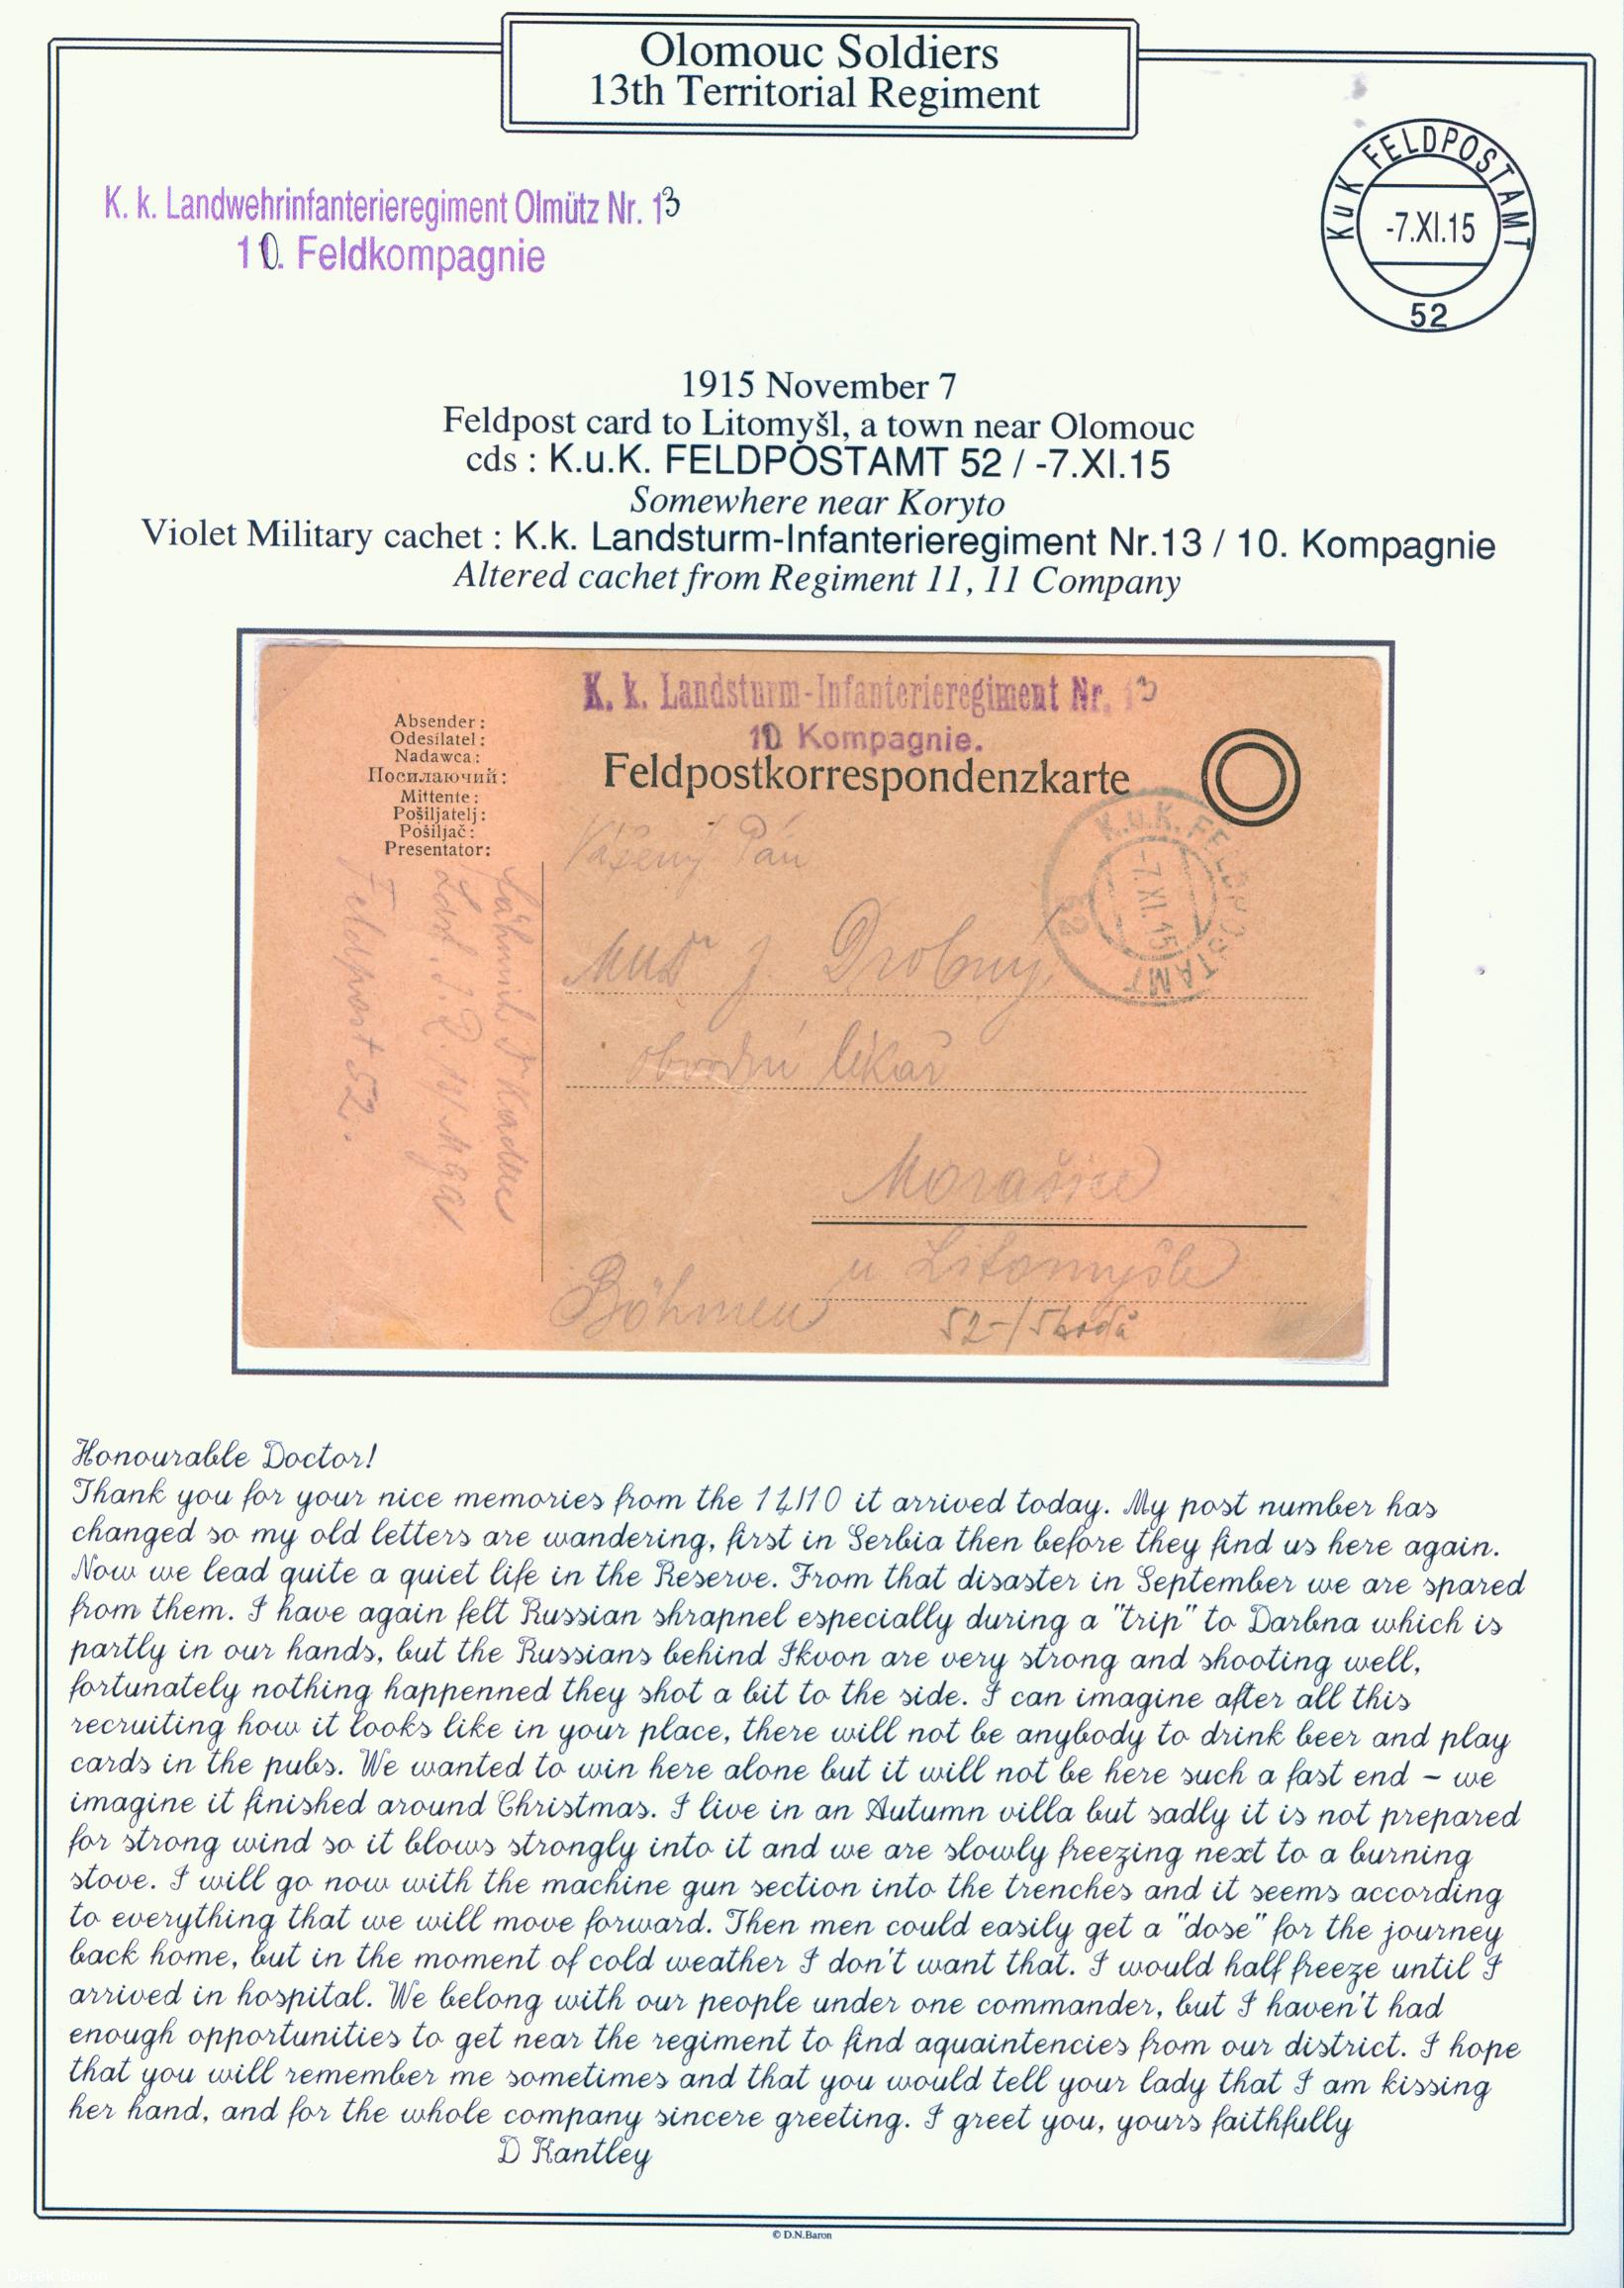 Olomouc Soldiers
13th Territorial Regiment
K. k. Landwehrinfanterieregiment Olmütz Nr. 13
10. Feldkompagnie
KuK FELDPOSTAMT
-7.XI.15
52
1915 November 7
Feldpost card to Litomyšl, a town near Olomouc
cds : K.u.K. FELDPOSTAMT 52 / -7.XI.15
Somewhere near Koryto
Violet Military cachet : K.k. Landsturm-Infanterieregiment Nr.13 / 10. Kompagnie
Altered cachet from Regiment 11, 11 Company
K. k. Landsturm-Infanterieregiment Nr. 13
10 Kompagnie.
Feldpostkorrespondenzkarte
Absender:
Odesílatel:
Nadawca:
Посилаючий:
Mittente:
Pošiljatelj:
Pošiljač:
Presentator:
K.u.K. FELDPOSTAMT
-7.XI.15
52
Vážený Pán
MUDr J. Drobný
obvodní lékař
Morašice
u Litomyšle
Böhmen
52-/Škoda
Feldpost 52.
Honourable Doctor!
Thank you for your nice memories from the 12/10 it arrived today. My post number has
changed so my old letters are wandering, first in Serbia then before they find us here again.
Now we lead quite a quiet life in the Reserve. From that disaster in September we are spared
from them. I have again felt Russian shrapnel especially during a "trip" to Darbna which is
partly in our hands, but the Russians behind Ikvon are very strong and shooting well,
fortunately nothing happenned they shot a bit to the side. I can imagine after all this
recruiting how it looks like in your place, there will not be anybody to drink beer and play
cards in the pubs. We wanted to win here alone but it will not be here such a fast end – we
imagine it finished around Christmas. I live in an Autumn villa but sadly it is not prepared
for strong wind so it blows strongly into it and we are slowly freezing next to a burning
stove. I will go now with the machine gun section into the trenches and it seems according
to everything that we will move forward. Then men could easily get a "dose" for the journey
back home, but in the moment of cold weather I don't want that. I would half freeze until I
arrived in hospital. We belong with our people under one commander, but I haven't had
enough opportunities to get near the regiment to find aquaintencies from our district. I hope
that you will remember me sometimes and that you would tell your lady that I am kissing
her hand, and for the whole company sincere greeting. I greet you, yours faithfully
D Kantley
© D.N.Baron
Derek Baron